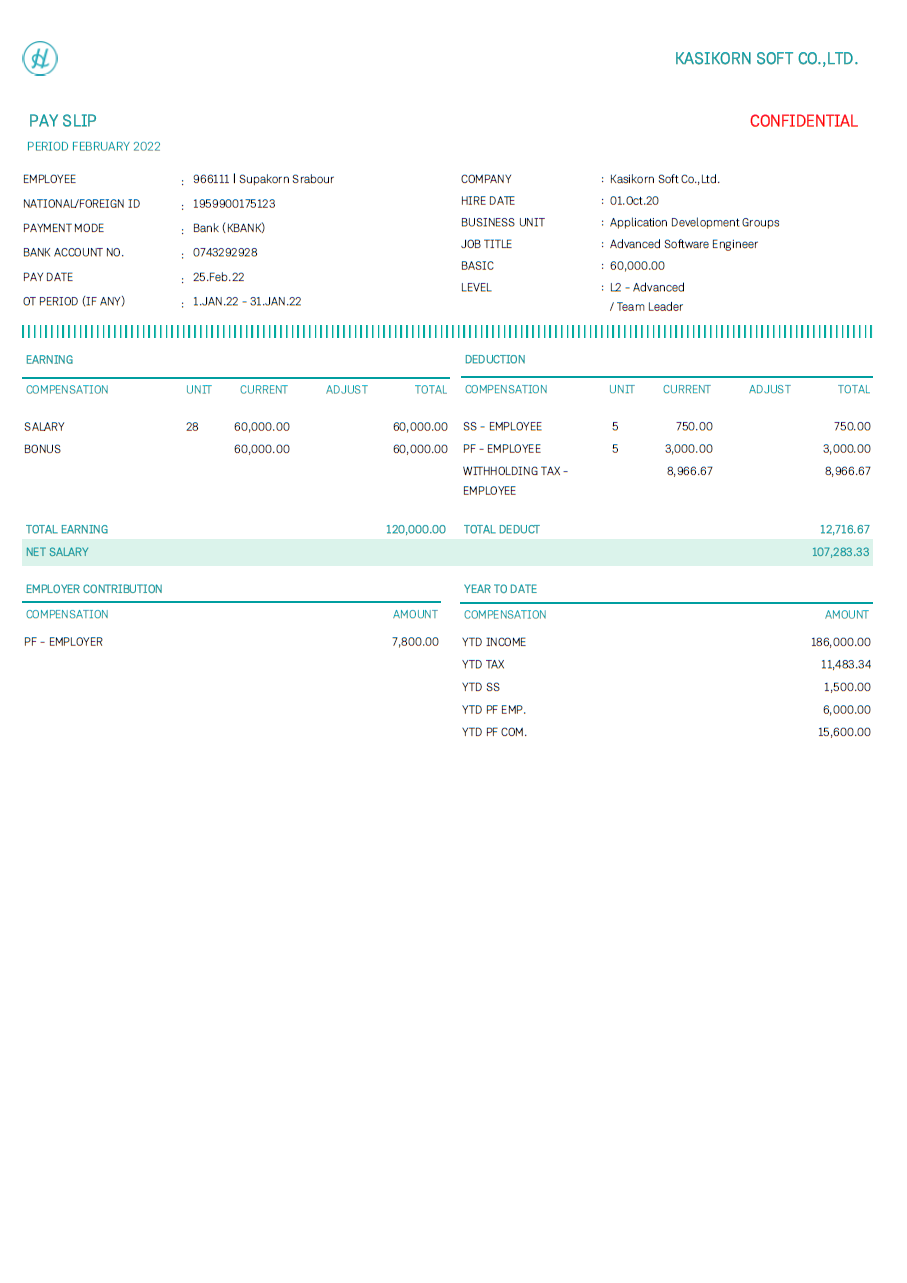 KASIKORN SOFT CO.,LTD.
PAY SLIP
CONFIDENTIAL
PERIOD FEBRUARY 2022
EMPLOYEE : 966111 | Supakorn Srabour
NATIONAL/FOREIGN ID : 1959900175123
PAYMENT MODE : Bank (KBANK)
BANK ACCOUNT NO. : 0743292928
PAY DATE : 25.Feb.22
OT PERIOD (IF ANY) : 1.JAN.22 - 31.JAN.22
COMPANY : Kasikorn Soft Co.,Ltd.
HIRE DATE : 01.Oct.20
BUSINESS UNIT : Application Development Groups
JOB TITLE : Advanced Software Engineer
BASIC : 60,000.00
LEVEL : L2 - Advanced
/ Team Leader
EARNING
COMPENSATION UNIT CURRENT ADJUST TOTAL
SALARY 28 60,000.00 60,000.00
BONUS 60,000.00 60,000.00
TOTAL EARNING 120,000.00
DEDUCTION
COMPENSATION UNIT CURRENT ADJUST TOTAL
SS - EMPLOYEE 5 750.00 750.00
PF - EMPLOYEE 5 3,000.00 3,000.00
WITHHOLDING TAX - 8,966.67 8,966.67
EMPLOYEE
TOTAL DEDUCT 12,716.67
NET SALARY 107,283.33
EMPLOYER CONTRIBUTION
COMPENSATION AMOUNT
PF - EMPLOYER 7,800.00
YEAR TO DATE
COMPENSATION AMOUNT
YTD INCOME 186,000.00
YTD TAX 11,483.34
YTD SS 1,500.00
YTD PF EMP. 6,000.00
YTD PF COM. 15,600.00